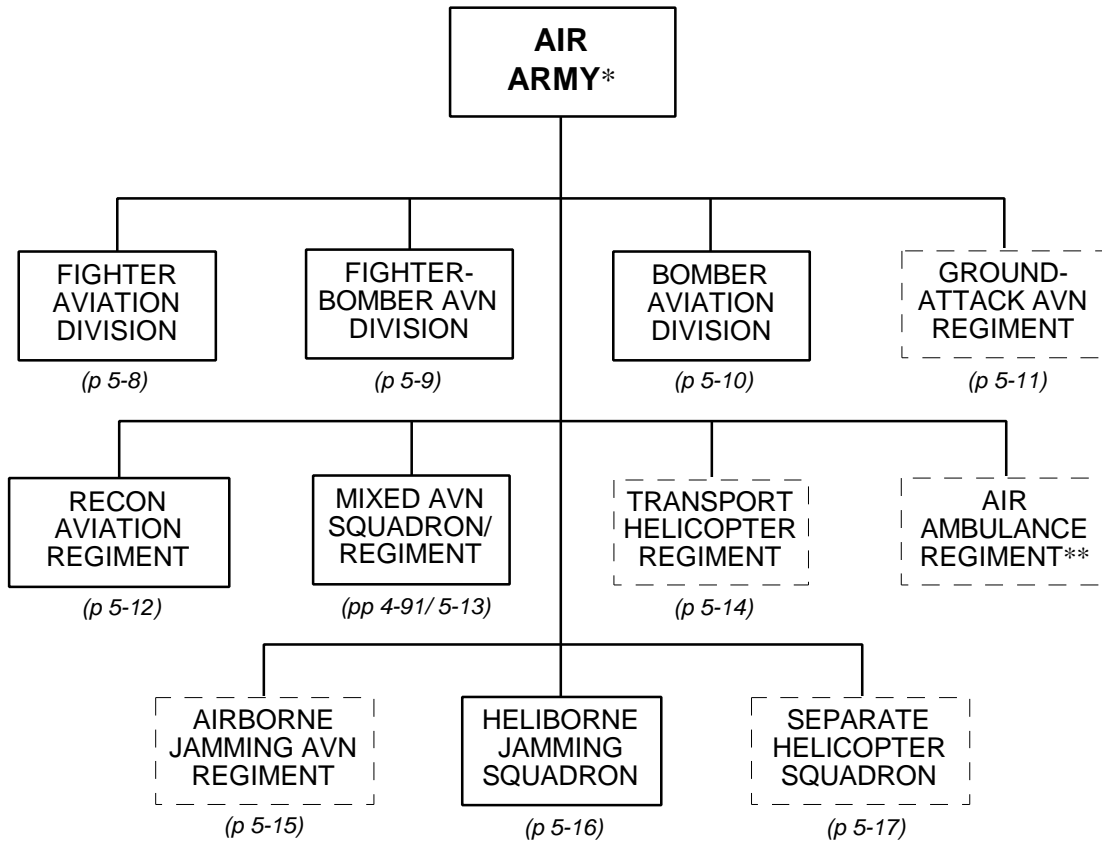 AIR
ARMY*
FIGHTER
AVIATION
DIVISION
(p 5-8)
FIGHTER-
BOMBER AVN
DIVISION
(p 5-9)
BOMBER
AVIATION
DIVISION
(p 5-10)
GROUND-
ATTACK AVN
REGIMENT
(p 5-11)
RECON
AVIATION
REGIMENT
(p 5-12)
MIXED AVN
SQUADRON/
REGIMENT
(pp 4-91/ 5-13)
TRANSPORT
HELICOPTER
REGIMENT
(p 5-14)
AIR
AMBULANCE
REGIMENT**
AIRBORNE
JAMMING AVN
REGIMENT
(p 5-15)
HELIBORNE
JAMMING
SQUADRON
(p 5-16)
SEPARATE
HELICOPTER
SQUADRON
(p 5-17)